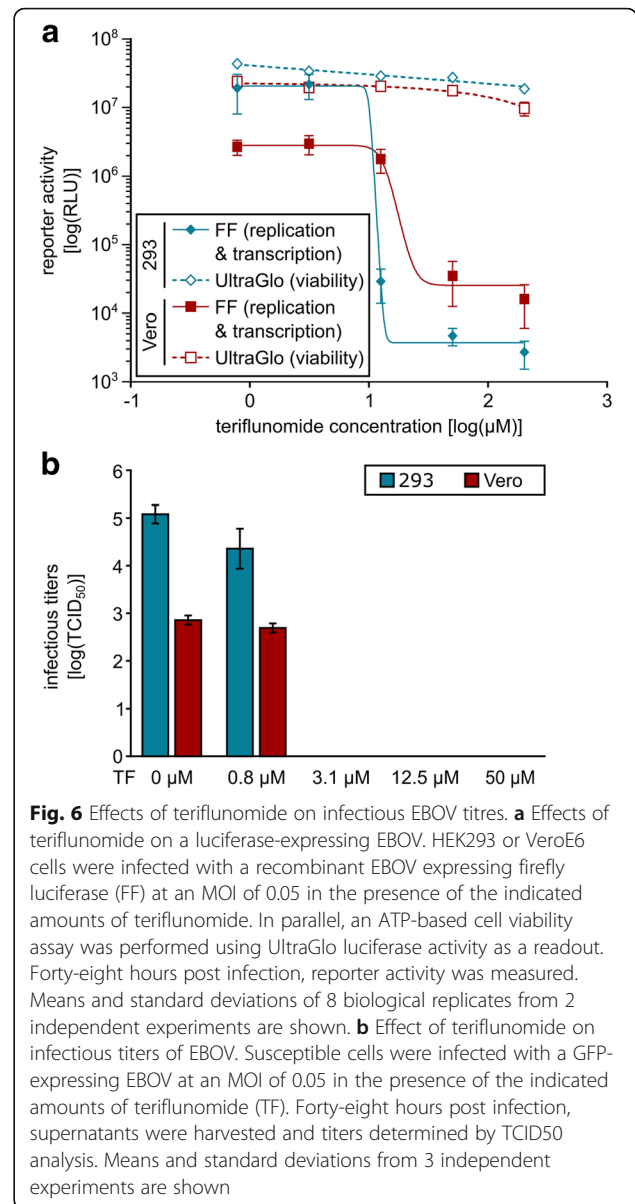 a
10⁸
10⁷
10⁶
10⁵
10⁴
10³
reporter activity
[log(RLU)]
293
FF (replication
& transcription)
UltraGlo (viability)
Vero
FF (replication
& transcription)
UltraGlo (viability)
-1 0 1 2 3
teriflunomide concentration [log(µM)]
b
6
5
4
3
2
1
0
infectious titers
[log(TCID₅₀)]
293 Vero
TF 0 µM 0.8 µM 3.1 µM 12.5 µM 50 µM
Fig. 6 Effects of teriflunomide on infectious EBOV titres. a Effects of
teriflunomide on a luciferase-expressing EBOV. HEK293 or VeroE6
cells were infected with a recombinant EBOV expressing firefly
luciferase (FF) at an MOI of 0.05 in the presence of the indicated
amounts of teriflunomide. In parallel, an ATP-based cell viability
assay was performed using UltraGlo luciferase activity as a readout.
Forty-eight hours post infection, reporter activity was measured.
Means and standard deviations of 8 biological replicates from 2
independent experiments are shown. b Effect of teriflunomide on
infectious titers of EBOV. Susceptible cells were infected with a GFP-
expressing EBOV at an MOI of 0.05 in the presence of the indicated
amounts of teriflunomide (TF). Forty-eight hours post infection,
supernatants were harvested and titers determined by TCID50
analysis. Means and standard deviations from 3 independent
experiments are shown